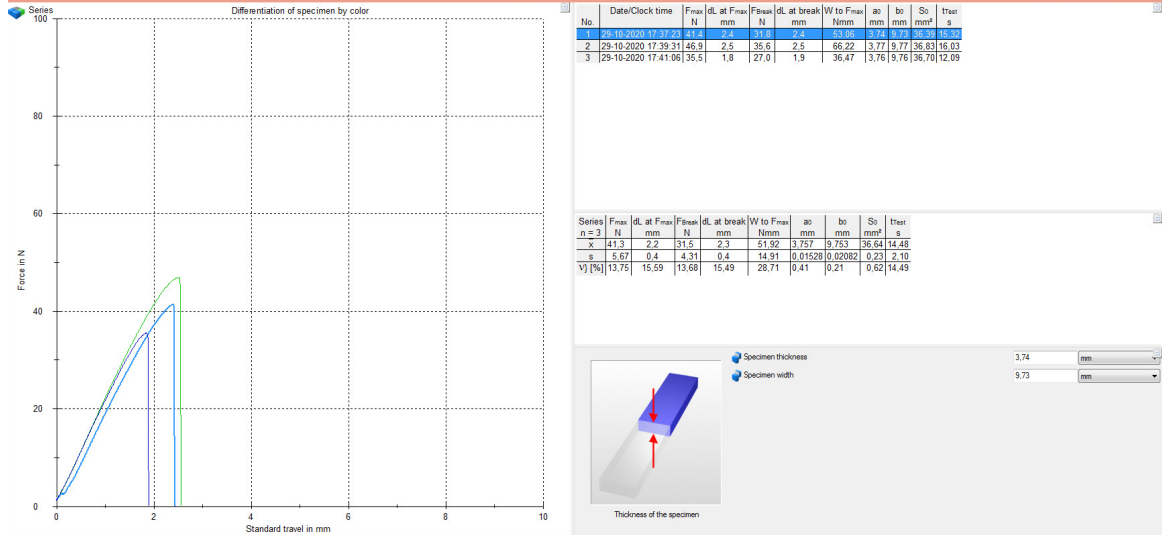 Series
Differentiation of specimen by color
100
80
60
40
20
0
0 2 4 6 8 10
Force in N
Standard travel in mm
Date/Clock time Fmax dL at Fmax FBreak dL at break W to Fmax a0 b0 S0 tTest
No. N mm N mm Nmm mm mm mm² s
1 29-10-2020 17:37:23 41,4 2,4 31,8 2,4 53,06 3,74 9,73 36,39 15,32
2 29-10-2020 17:39:31 46,9 2,5 35,6 2,5 66,22 3,77 9,77 36,83 16,03
3 29-10-2020 17:41:06 35,5 1,8 27,0 1,9 36,47 3,76 9,76 36,70 12,09
Series Fmax dL at Fmax FBreak dL at break W to Fmax a0 b0 S0 tTest
n = 3 N mm N mm Nmm mm mm mm² s
x̄ 41,3 2,2 31,5 2,3 51,92 3,757 9,753 36,64 14,48
s 5,67 0,4 4,31 0,4 14,91 0,01528 0,02082 0,23 2,10
V} [%] 13,75 15,59 13,68 15,49 28,71 0,41 0,21 0,62 14,49
Specimen thickness 3,74 mm
Specimen width 9,73 mm
Thickness of the specimen